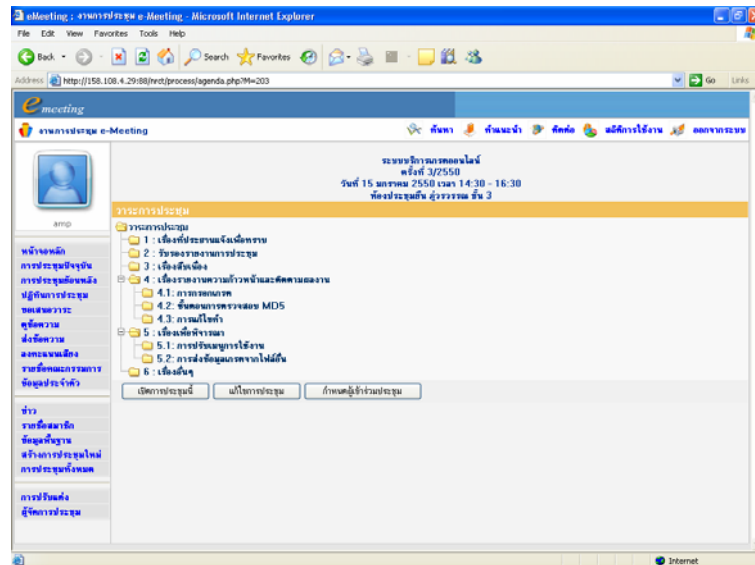 eMeeting : งานการประชุม e-Meeting - Microsoft Internet Explorer
File Edit View Favorites Tools Help
Back Search Favorites
Address http://158.108.4.29:88/nrct/process/agenda.php?M=203 Go Links
e meeting
งานการประชุม e-Meeting ค้นหา คำแนะนำ ติดต่อ สถิติการใช้งาน ออกจากระบบ
ระบบบริการเกรดออนไลน์
ครั้งที่ 3/2550
วันที่ 15 มกราคม 2550 เวลา 14:30 - 16:30
ห้องประชุมยืน ภู่วรวรรณ ชั้น 3
วาระการประชุม
amp
วาระการประชุม
1 : เรื่องที่ประธานแจ้งเพื่อทราบ
2 : รับรองรายงานการประชุม
3 : เรื่องสืบเนื่อง
4 : เรื่องรายงานความก้าวหน้าและติดตามผลงาน
4.1: การกรอกเกรด
4.2: ขั้นตอนการตรวจสอบ MD5
4.3: การแก้ไขคำ
5 : เรื่องเพื่อพิจารณา
5.1: การปรับเมนูการใช้งาน
5.2: การส่งข้อมูลเกรดจากไฟล์อื่น
6 : เรื่องอื่นๆ
เปิดการประชุมนี้ แก้ไขการประชุม กำหนดผู้เข้าร่วมประชุม
หน้าจอหลัก
การประชุมปัจจุบัน
การประชุมย้อนหลัง
ปฏิทินการประชุม
ขอเสนอวาระ
ดูข้อความ
ส่งข้อความ
ลงคะแนนเสียง
รายชื่อคณะกรรมการ
ข้อมูลประจำตัว
ข่าว
รายชื่อสมาชิก
ข้อมูลพื้นฐาน
สร้างการประชุมใหม่
การประชุมทั้งหมด
การปรับแต่ง
ผู้จัดการประชุม
Internet